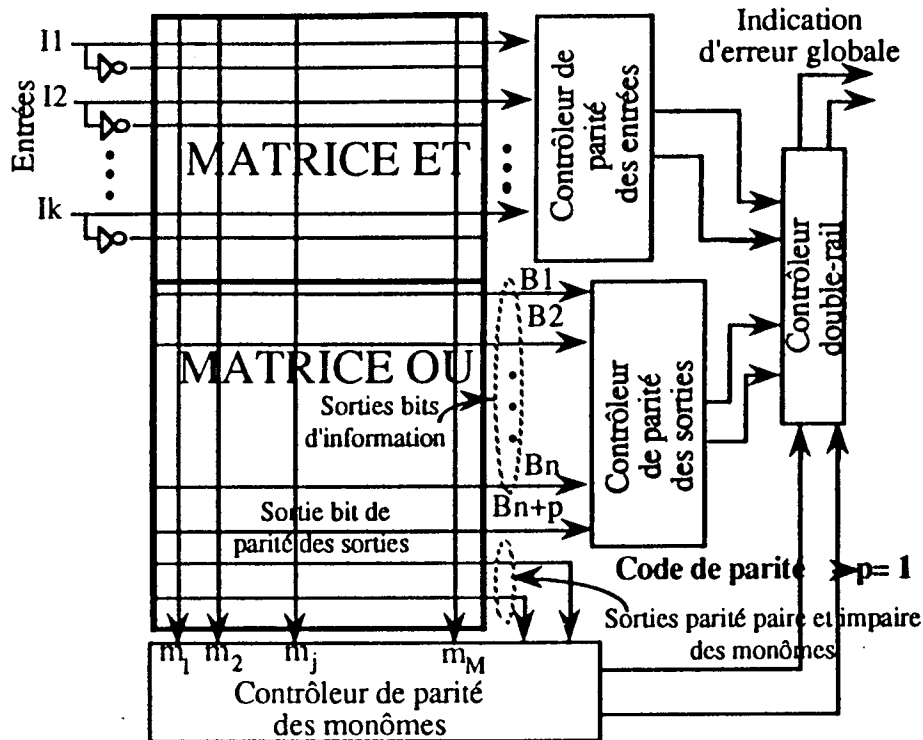 Indication
d'erreur globale
Entrées
I1
I2
Ik
MATRICE ET
Contrôleur de
parité
des entrées
Contrôleur
double-rail
B1
B2
MATRICE OU
Sorties bits
d'information
Contrôleur
de parité
des sorties
Bn
Bn+p
Sortie bit de
parité des sorties
Code de parité
p= 1
Sorties parité paire et impaire
des monômes
m1
m2
mj
mM
Contrôleur de parité
des monômes